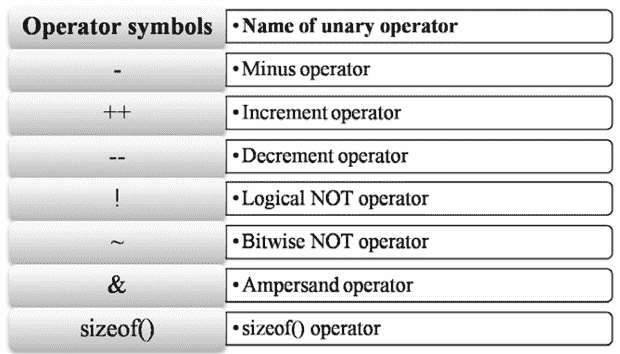 Operator symbols •Name of unary operator
- •Minus operator
++ •Increment operator
-- •Decrement operator
! •Logical NOT operator
~ •Bitwise NOT operator
& •Ampersand operator
sizeof() •sizeof() operator